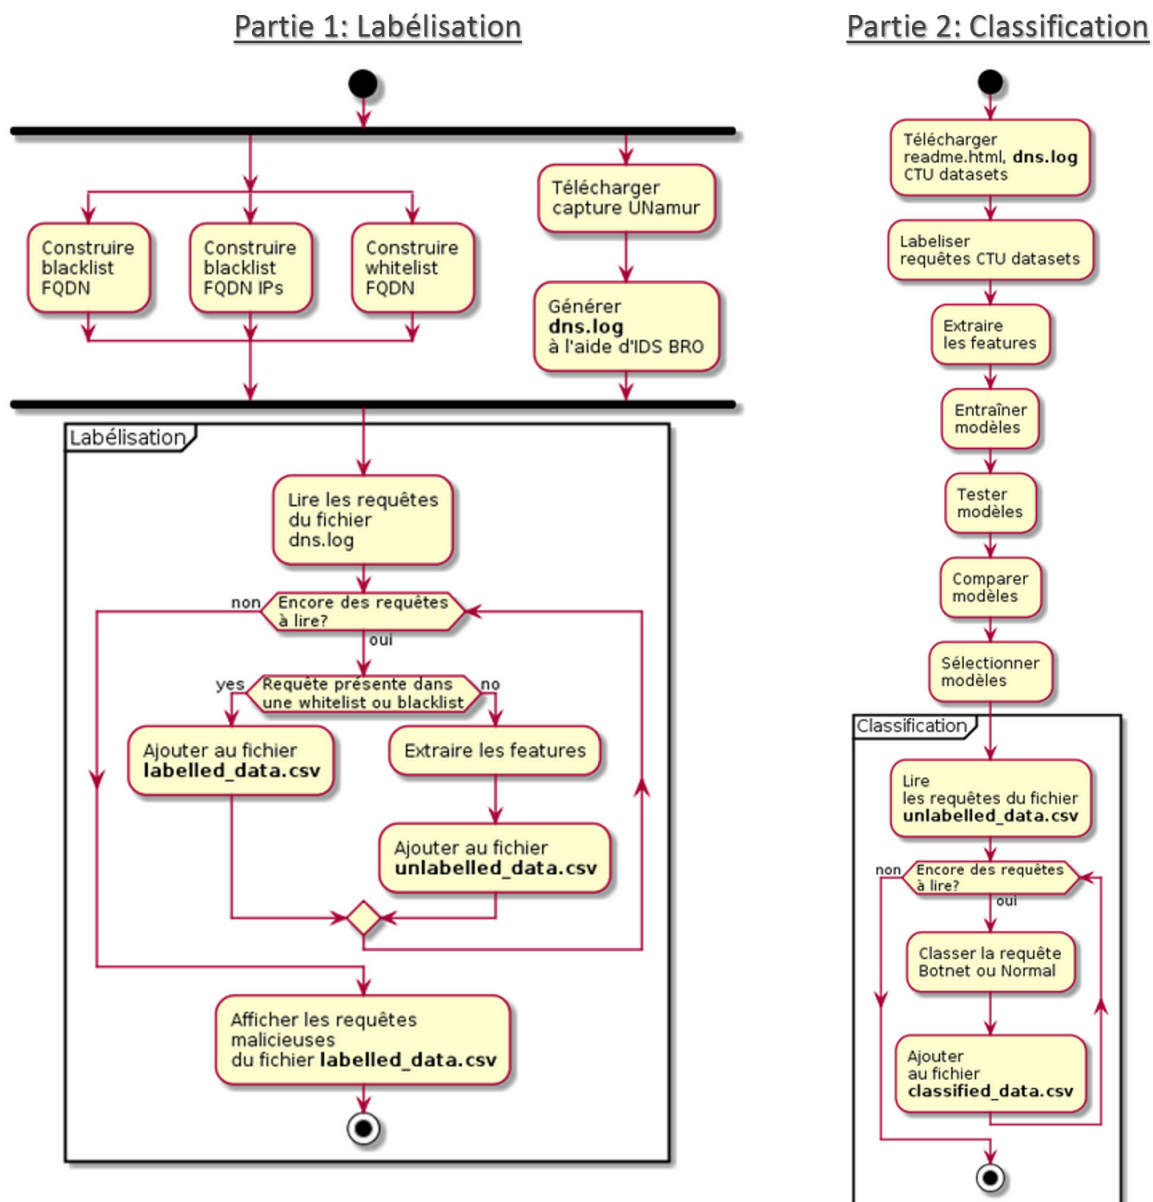 Partie 1: Labélisation
Construire
blacklist
FQDN
Construire
blacklist
FQDN IPs
Construire
whitelist
FQDN
Télécharger
capture UNamur
Générer
dns.log
à l'aide d'IDS BRO
Labélisation
Lire les requêtes
du fichier
dns.log
Encore des requêtes
à lire?
non
oui
Requête présente dans
une whitelist ou blacklist
yes
no
Ajouter au fichier
labelled_data.csv
Extraire les features
Ajouter au fichier
unlabelled_data.csv
Afficher les requêtes
malicieuses
du fichier labelled_data.csv
Partie 2: Classification
Télécharger
readme.html, dns.log
CTU datasets
Labeliser
requêtes CTU datasets
Extraire
les features
Entraîner
modèles
Tester
modèles
Comparer
modèles
Sélectionner
modèles
Classification
Lire
les requêtes du fichier
unlabelled_data.csv
Encore des requêtes
à lire?
non
oui
Classer la requête
Botnet ou Normal
Ajouter
au fichier
classified_data.csv